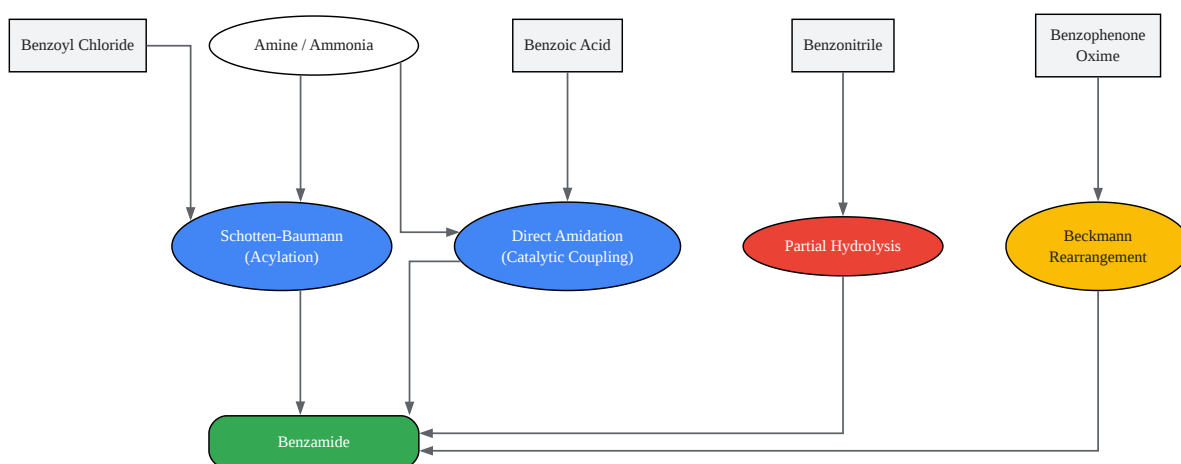 Benzoyl Chloride
Amine / Ammonia
Benzoic Acid
Benzonitrile
Benzophenone
Oxime
Schotten-Baumann
(Acylation)
Direct Amidation
(Catalytic Coupling)
Partial Hydrolysis
Beckmann
Rearrangement
Benzamide